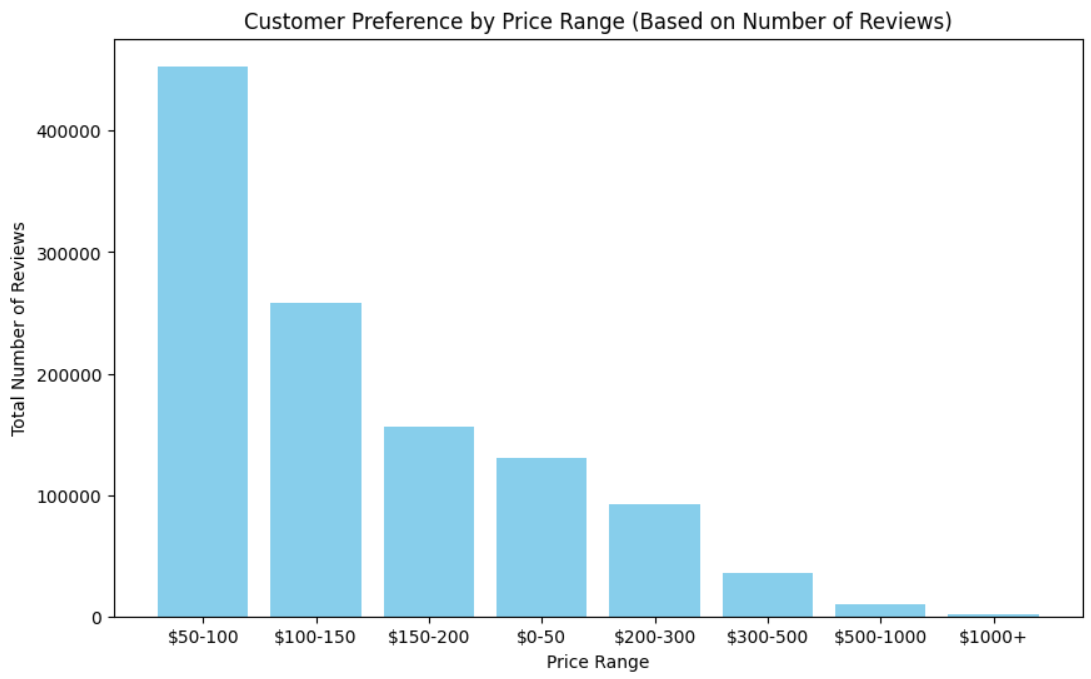 Customer Preference by Price Range (Based on Number of Reviews)
Total Number of Reviews
400000
300000
200000
100000
0
$50-100 $100-150 $150-200 $0-50 $200-300 $300-500 $500-1000 $1000+
Price Range